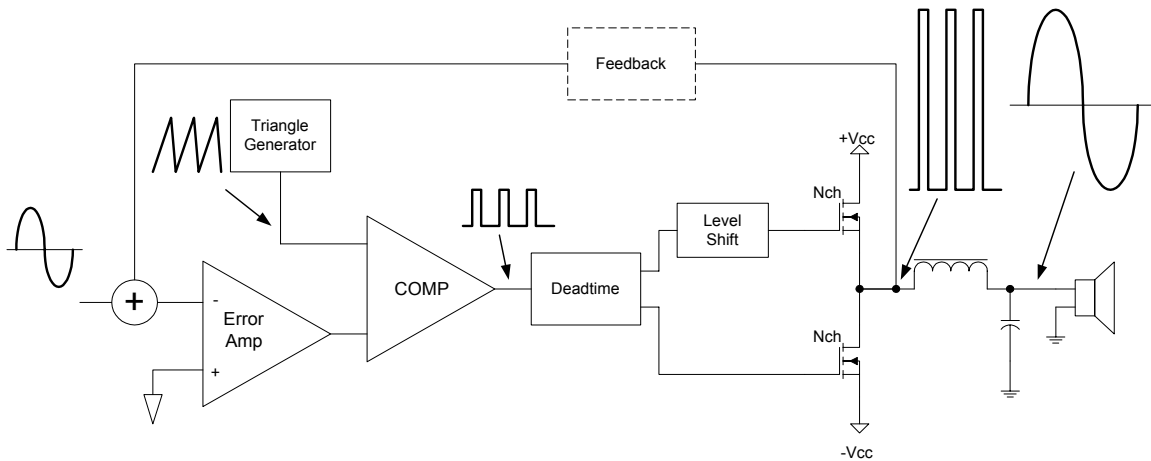 Feedback
Triangle
Generator
+Vcc
Nch
Level
Shift
+
COMP
Deadtime
-
Error
Amp
+
Nch
-Vcc